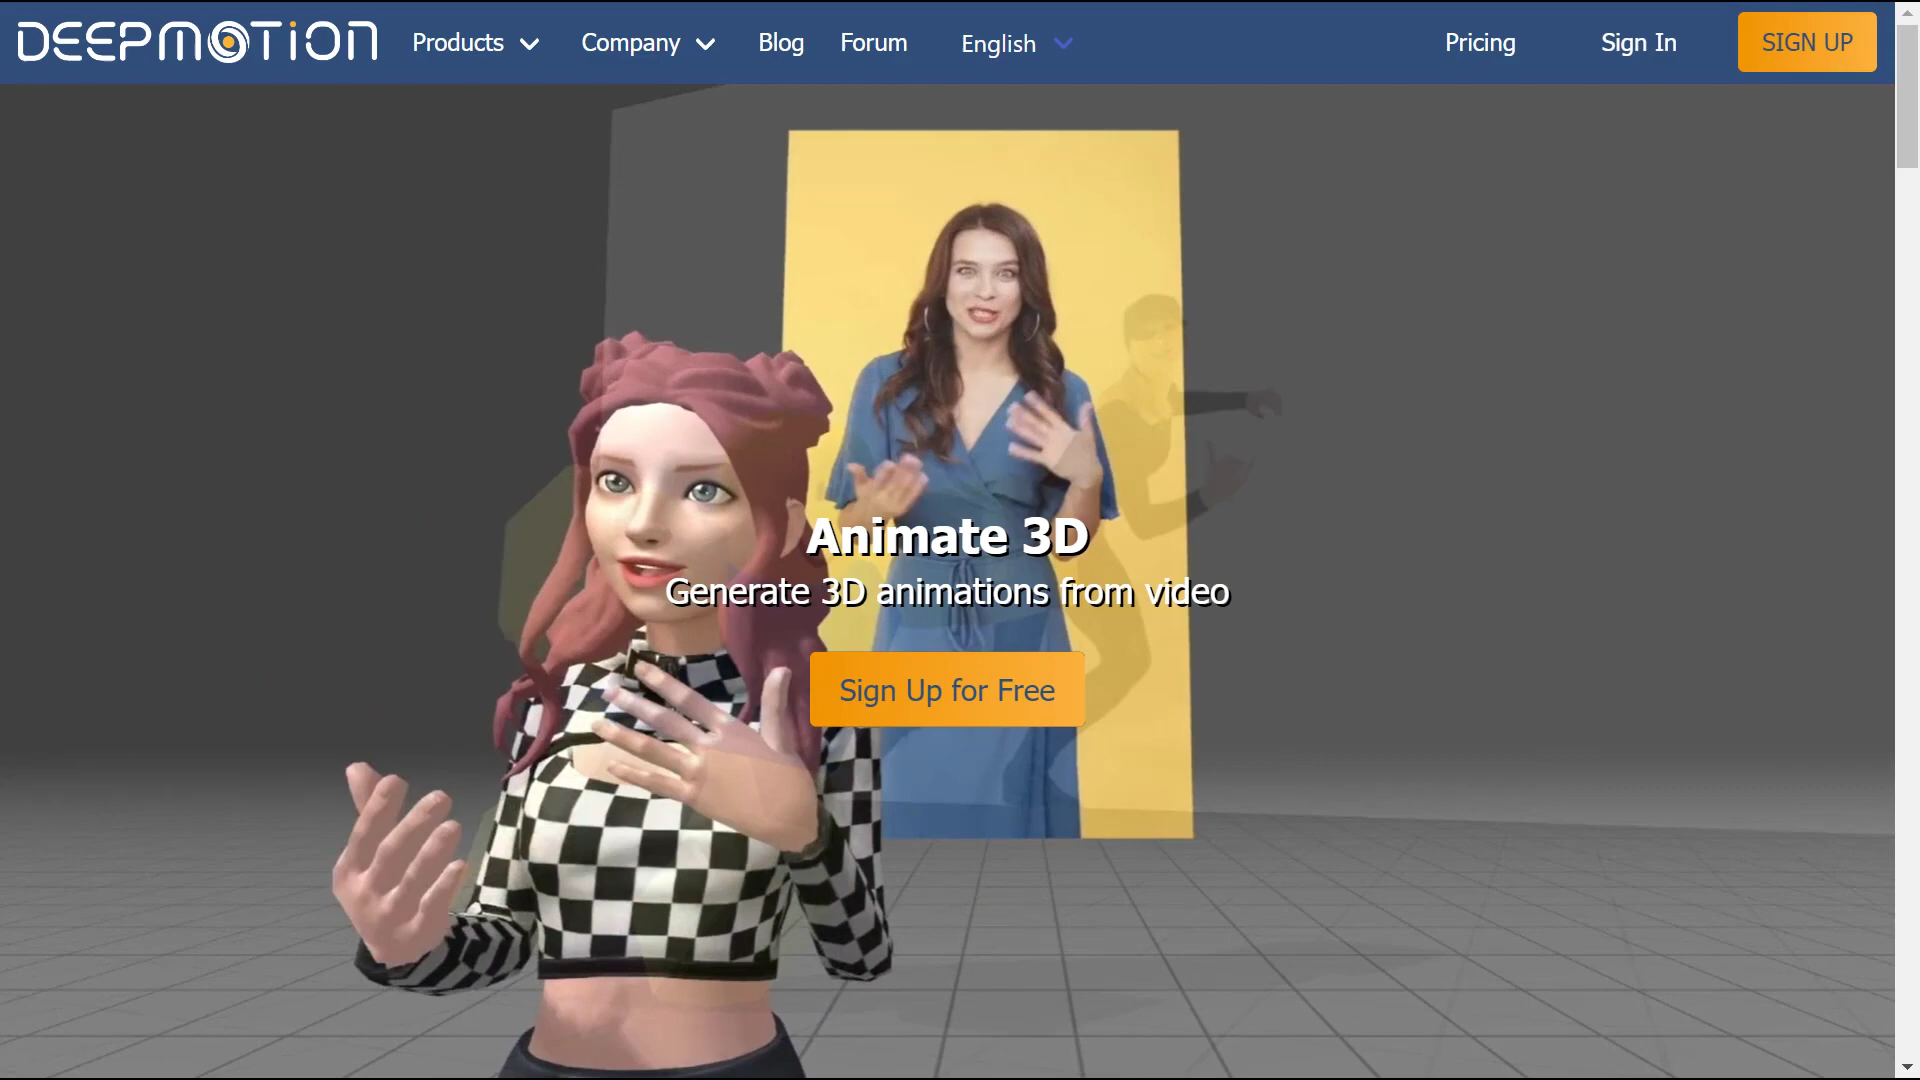 DEEPMOTION
Products
Company
Blog
Forum
English
Pricing
Sign In
SIGN UP
Animate 3D
Generate 3D animations from video
Sign Up for Free